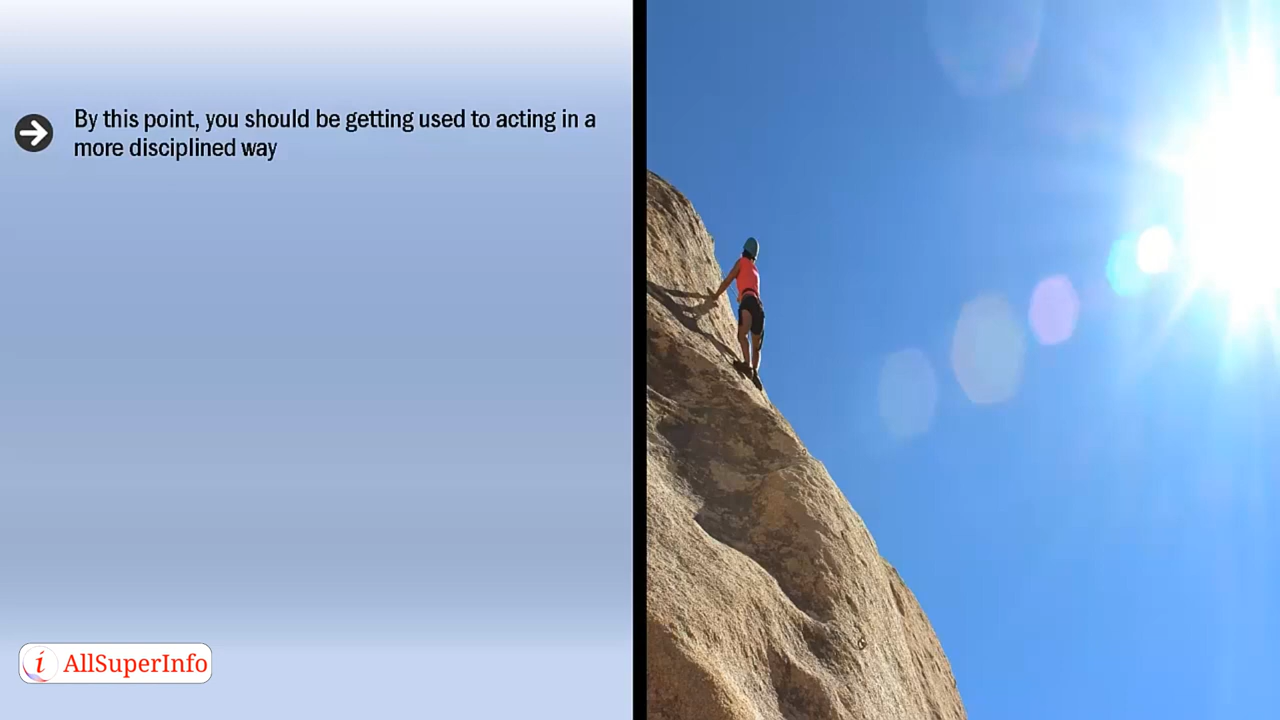 By this point, you should be getting used to acting in a
more disciplined way
i AllSuperInfo